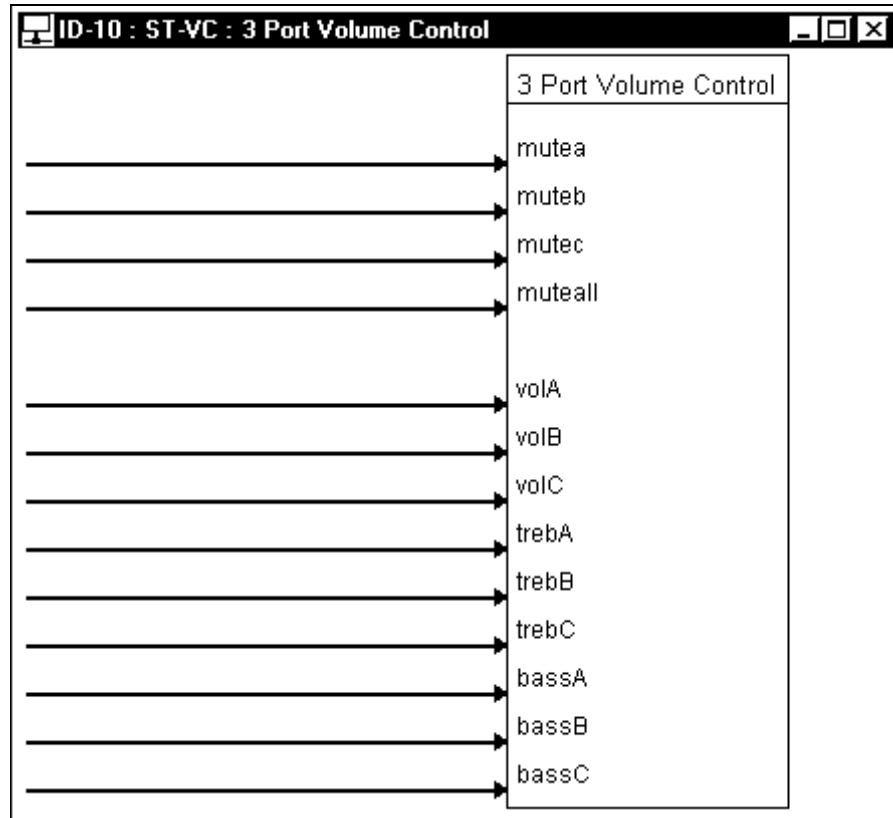 ID-10 : ST-VC : 3 Port Volume Control
3 Port Volume Control
mutea
muteb
mutec
muteall
volA
volB
volC
trebA
trebB
trebC
bassA
bassB
bassC